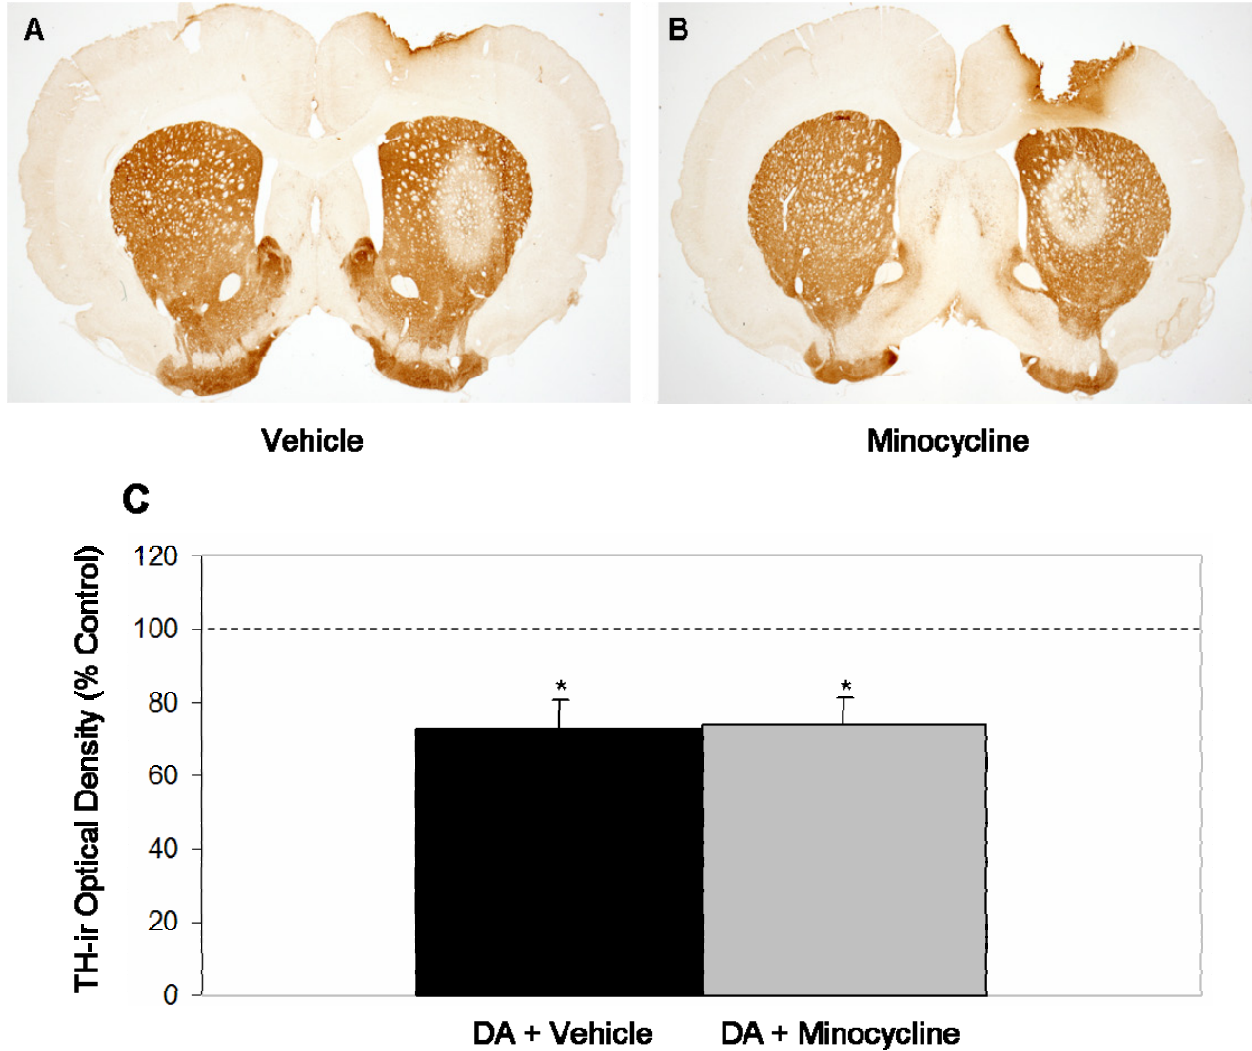 A
B
Vehicle
Minocycline
C
TH-ir Optical Density (% Control)
120
100
80
60
40
20
0
*
*
DA + Vehicle
DA + Minocycline